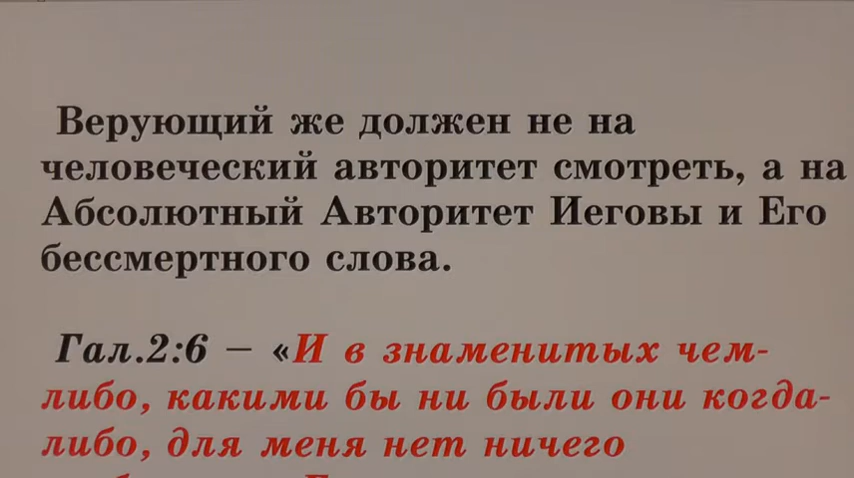 Верующий же должен не на
человеческий авторитет смотреть, а на
Абсолютный Авторитет Иеговы и Его
бессмертного слова.
Гал.2:6 – «И в знаменитых чем-
либо, какими бы ни были они когда-
либо, для меня нет ничего